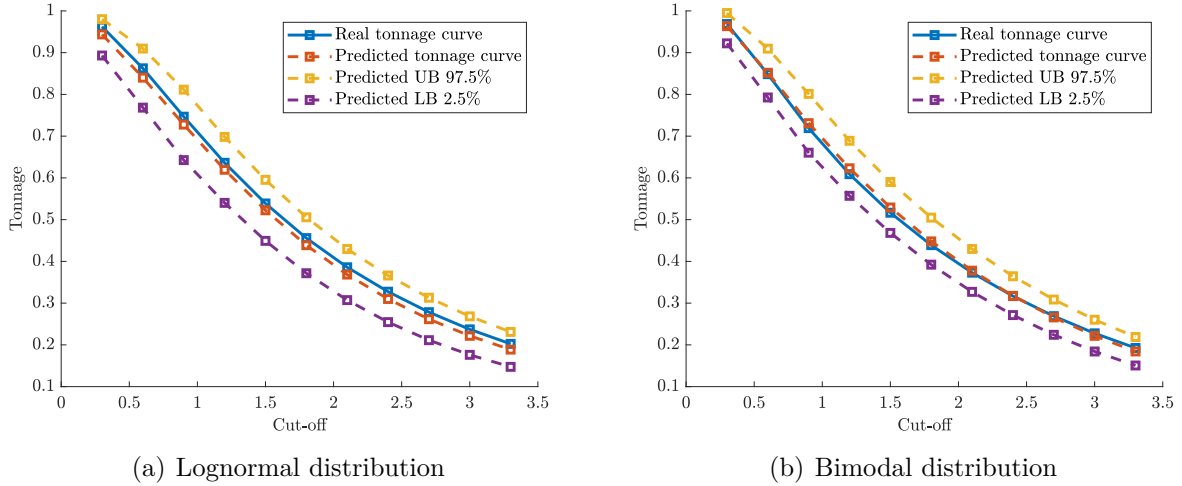 1
0.9
0.8
0.7
0.6
0.5
0.4
0.3
0.2
0.1
Tonnage
0 0.5 1 1.5 2 2.5 3 3.5
Cut-off
Real tonnage curve
Predicted tonnage curve
Predicted UB 97.5%
Predicted LB 2.5%
(a) Lognormal distribution
1
0.9
0.8
0.7
0.6
0.5
0.4
0.3
0.2
0.1
Tonnage
0 0.5 1 1.5 2 2.5 3 3.5
Cut-off
Real tonnage curve
Predicted tonnage curve
Predicted UB 97.5%
Predicted LB 2.5%
(b) Bimodal distribution